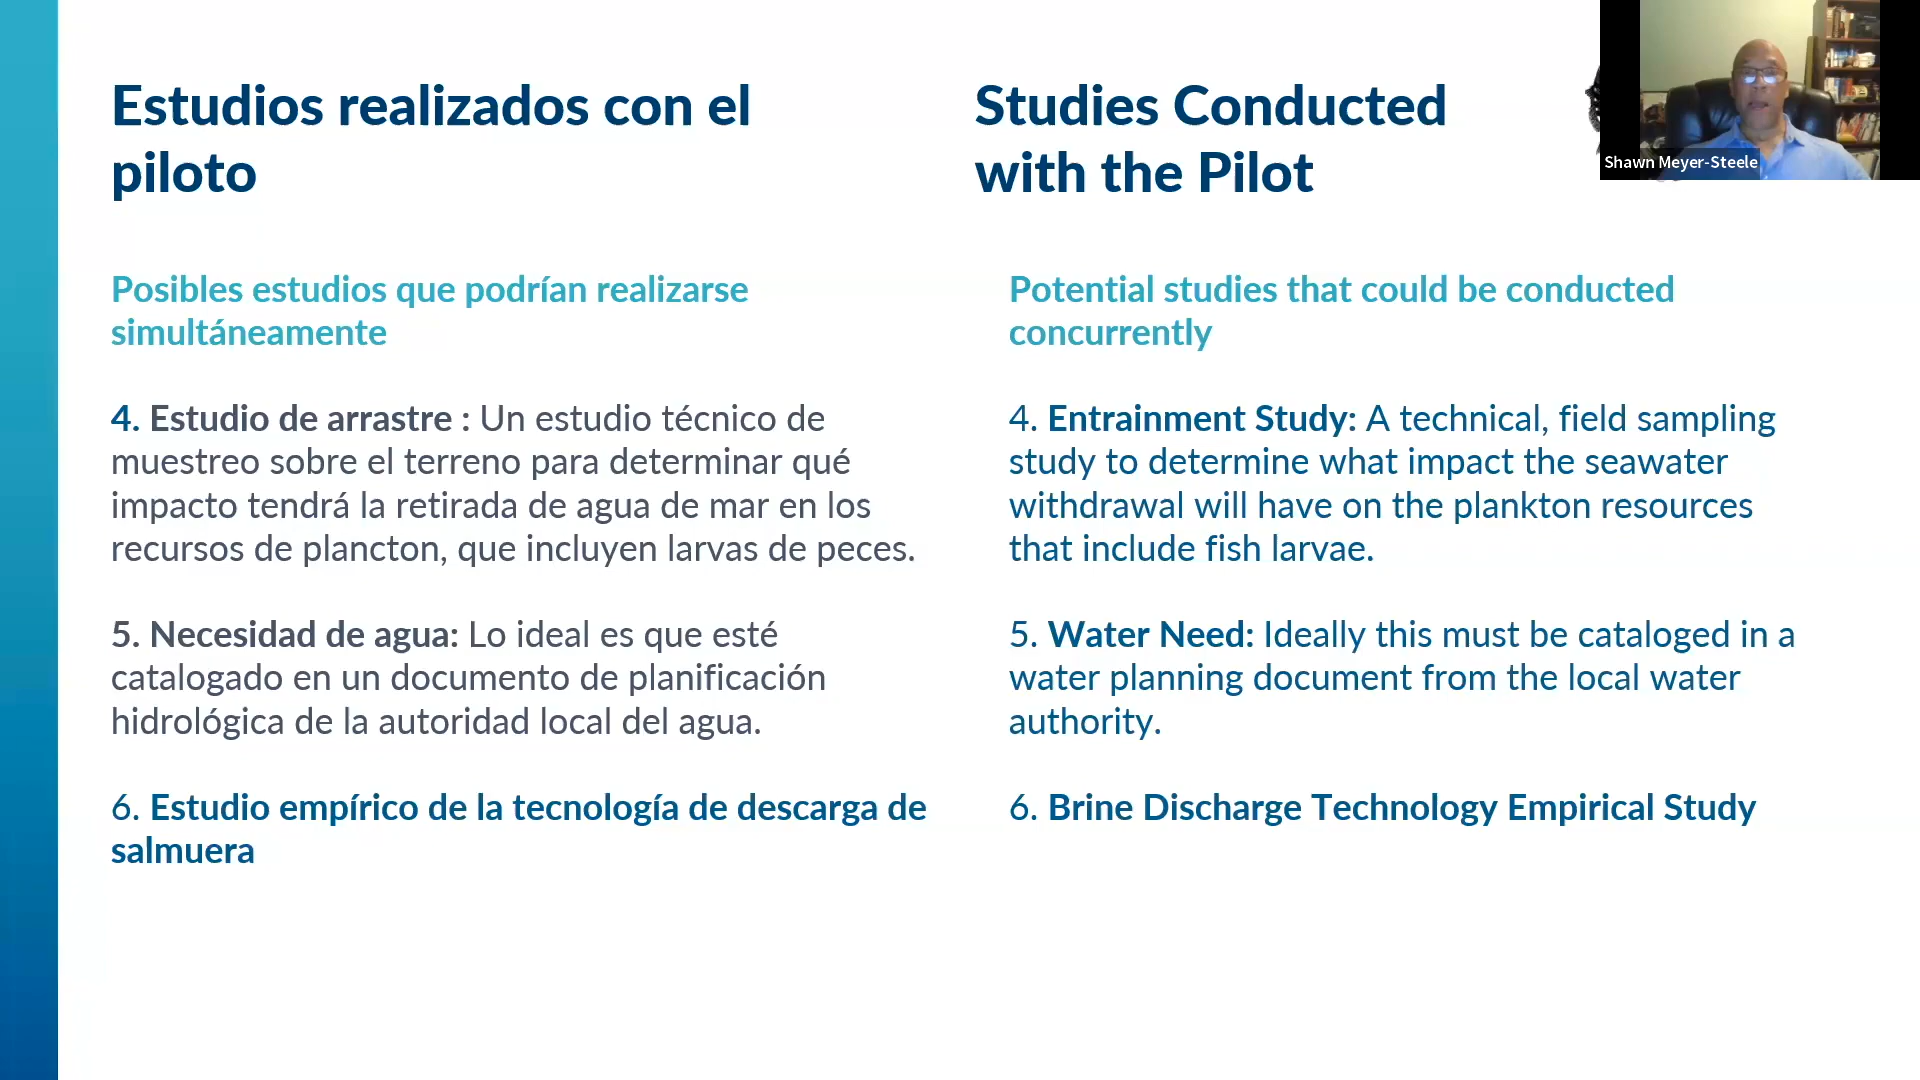 Estudios realizados con el
piloto
Posibles estudios que podrían realizarse
simultáneamente
4. Estudio de arrastre : Un estudio técnico de
muestreo sobre el terreno para determinar qué
impacto tendrá la retirada de agua de mar en los
recursos de plancton, que incluyen larvas de peces.
5. Necesidad de agua: Lo ideal es que esté
catalogado en un documento de planificación
hidrológica de la autoridad local del agua.
6. Estudio empírico de la tecnología de descarga de
salmuera
Studies Conducted
with the Pilot
Potential studies that could be conducted
concurrently
4. Entrainment Study: A technical, field sampling
study to determine what impact the seawater
withdrawal will have on the plankton resources
that include fish larvae.
5. Water Need: Ideally this must be cataloged in a
water planning document from the local water
authority.
6. Brine Discharge Technology Empirical Study
Shawn Meyer-Steele